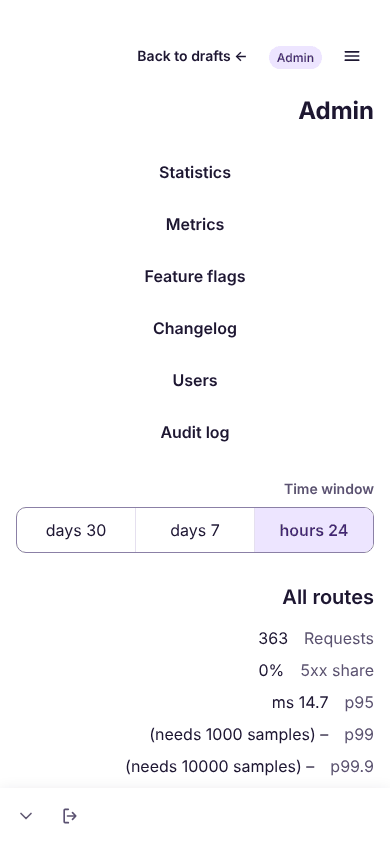 Back to drafts ← Admin
Admin
Statistics
Metrics
Feature flags
Changelog
Users
Audit log
Time window
days 30 days 7 hours 24
All routes
363 Requests
0% 5xx share
ms 14.7 p95
(needs 1000 samples) – p99
(needs 10000 samples) – p99.9